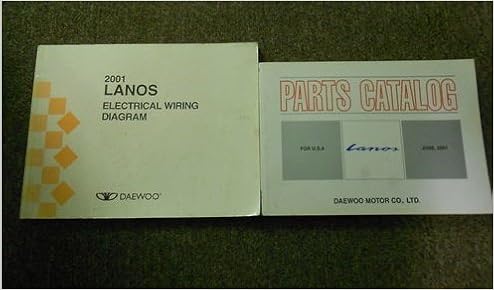 2001
LANOS
ELECTRICAL WIRING
DIAGRAM
DAEWOO
PARTS CATALOG
FOR U.S.A
Lanos
JUNE, 2001
DAEWOO MOTOR CO., LTD.